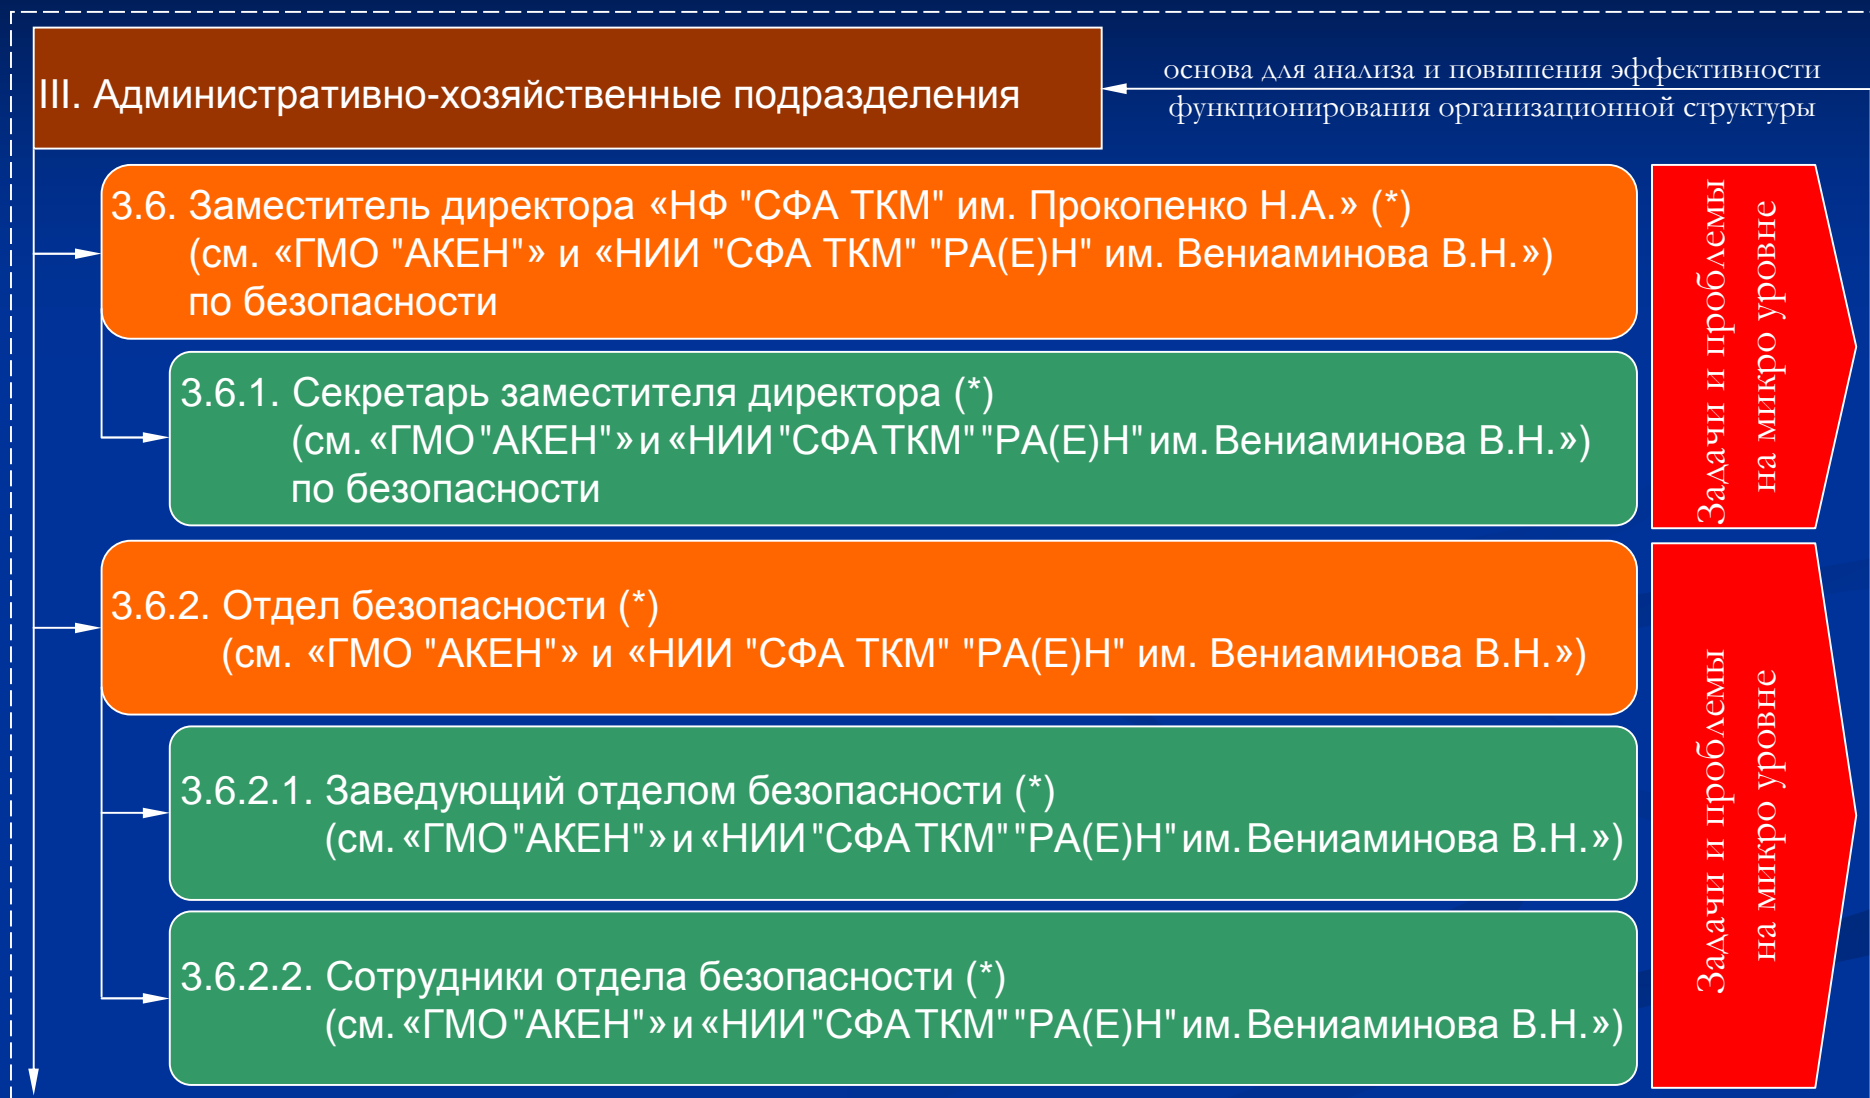 III. Административно-хозяйственные подразделения
основа для анализа и повышения эффективности
функционирования организационной структуры
3.6. Заместитель директора «НФ "СФА ТКМ" им. Прокопенко Н.А.» (*)
(см. «ГМО "АКЕН"» и «НИИ "СФА ТКМ" "РА(Е)Н" им. Вениаминова В.Н.»)
по безопасности
3.6.1. Секретарь заместителя директора (*)
(см. «ГМО "АКЕН"» и «НИИ "СФА ТКМ" "РА(Е)Н" им. Вениаминова В.Н.»)
по безопасности
Задачи и проблемы
на микро уровне
3.6.2. Отдел безопасности (*)
(см. «ГМО "АКЕН"» и «НИИ "СФА ТКМ" "РА(Е)Н" им. Вениаминова В.Н.»)
3.6.2.1. Заведующий отделом безопасности (*)
(см. «ГМО "АКЕН"» и «НИИ "СФА ТКМ" "РА(Е)Н" им. Вениаминова В.Н.»)
3.6.2.2. Сотрудники отдела безопасности (*)
(см. «ГМО "АКЕН"» и «НИИ "СФА ТКМ" "РА(Е)Н" им. Вениаминова В.Н.»)
Задачи и проблемы
на микро уровне